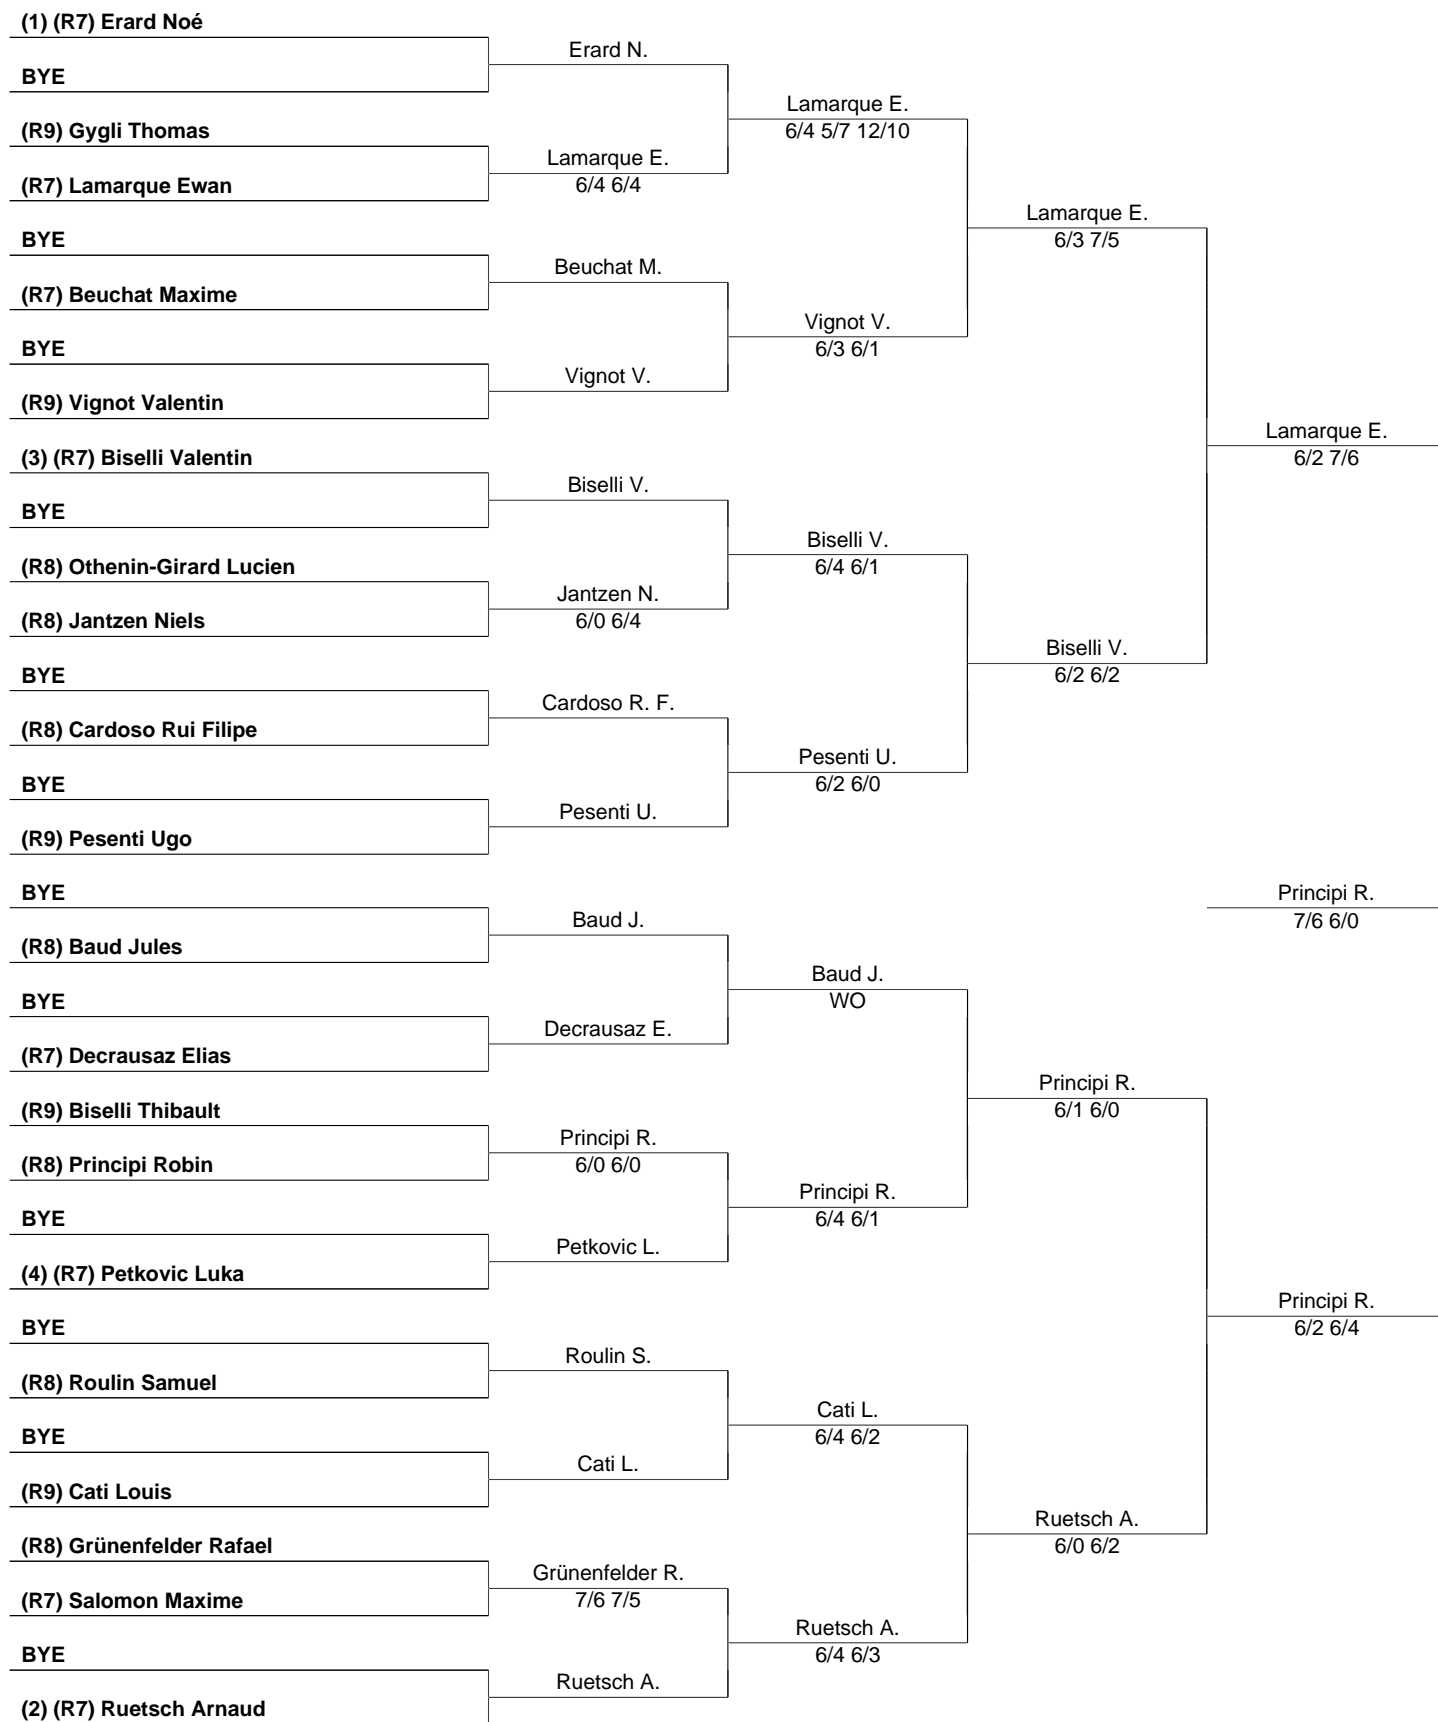 (1) (R7) Erard Noé
BYE
(R9) Gygli Thomas
(R7) Lamarque Ewan
BYE
(R7) Beuchat Maxime
BYE
(R9) Vignot Valentin
(3) (R7) Biselli Valentin
BYE
(R8) Othenin-Girard Lucien
(R8) Jantzen Niels
BYE
(R8) Cardoso Rui Filipe
BYE
(R9) Pesenti Ugo
BYE
(R8) Baud Jules
BYE
(R7) Decrausaz Elias
(R9) Biselli Thibault
(R8) Principi Robin
BYE
(4) (R7) Petkovic Luka
BYE
(R8) Roulin Samuel
BYE
(R9) Cati Louis
(R8) Grünenfelder Rafael
(R7) Salomon Maxime
BYE
(2) (R7) Ruetsch Arnaud
Erard N.
Lamarque E.
6/4 6/4
Beuchat M.
Vignot V.
Biselli V.
Jantzen N.
6/0 6/4
Cardoso R. F.
Pesenti U.
Baud J.
Decrausaz E.
Principi R.
6/0 6/0
Petkovic L.
Roulin S.
Cati L.
Grünenfelder R.
7/6 7/5
Ruetsch A.
Lamarque E.
6/4 5/7 12/10
Vignot V.
6/3 6/1
Biselli V.
6/4 6/1
Pesenti U.
6/2 6/0
Baud J.
WO
Principi R.
6/4 6/1
Cati L.
6/4 6/2
Ruetsch A.
6/4 6/3
Lamarque E.
6/3 7/5
Biselli V.
6/2 6/2
Principi R.
6/1 6/0
Ruetsch A.
6/0 6/2
Lamarque E.
6/2 7/6
Principi R.
7/6 6/0
Principi R.
6/2 6/4